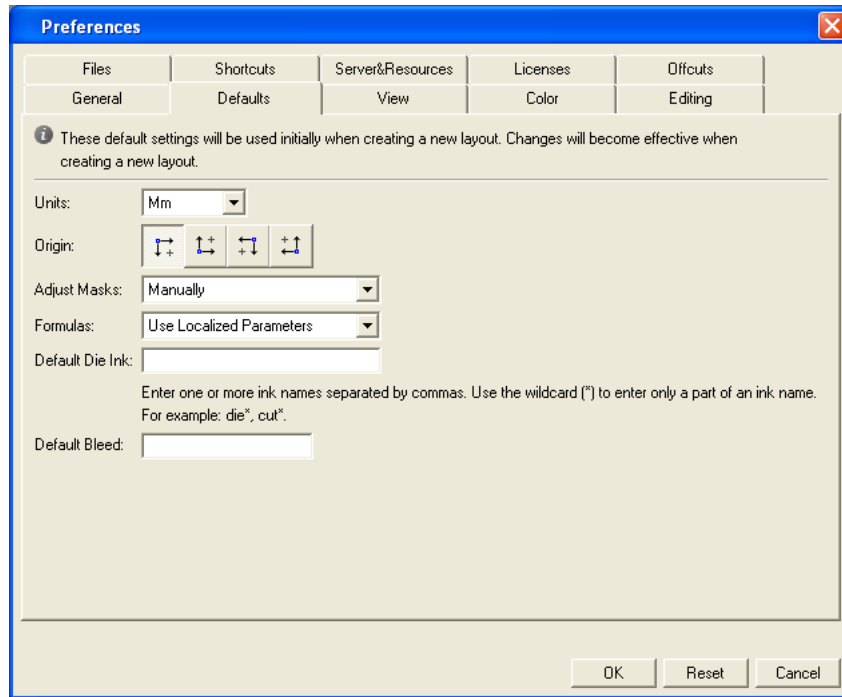 Preferences
Files Shortcuts Server&Resources Licenses Offcuts
General Defaults View Color Editing
These default settings will be used initially when creating a new layout. Changes will become effective when
creating a new layout.
Units: Mm
Origin:
Adjust Masks: Manually
Formulas: Use Localized Parameters
Default Die Ink:
Enter one or more ink names separated by commas. Use the wildcard (*) to enter only a part of an ink name.
For example: die*, cut*.
Default Bleed:
OK Reset Cancel